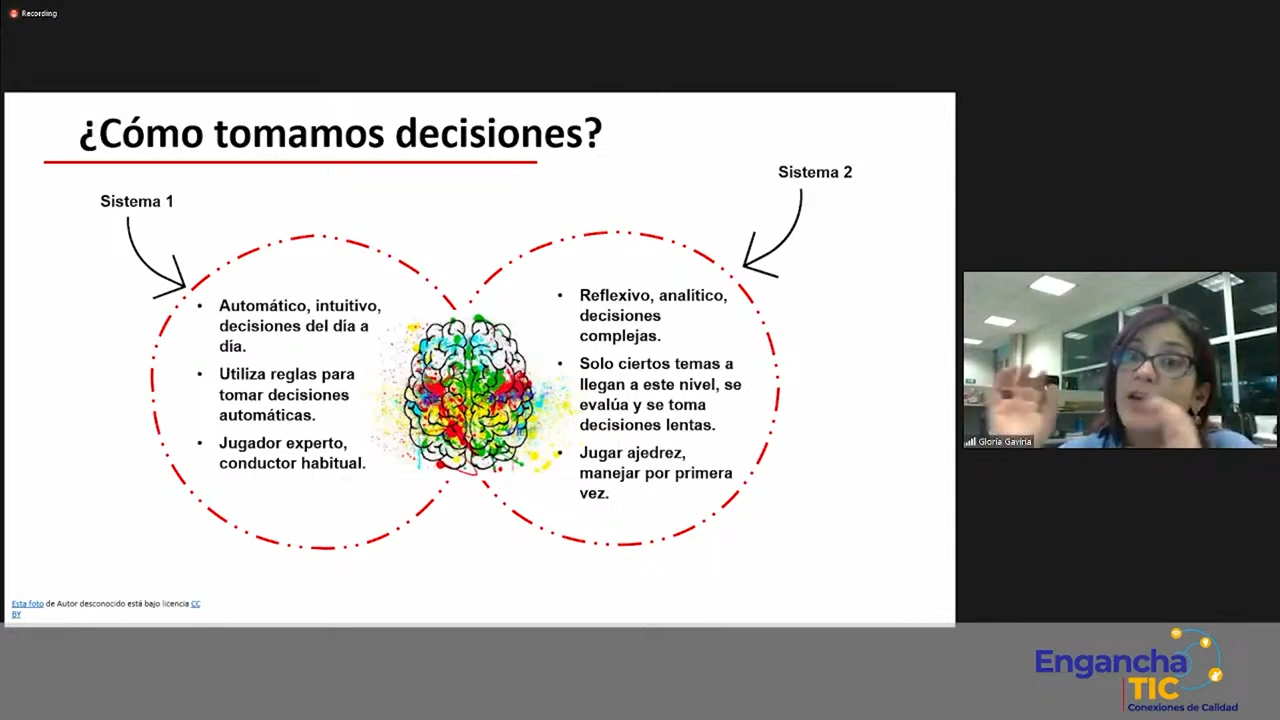 Recording
¿Cómo tomamos decisiones?
Sistema 1
Sistema 2
• Automático, intuitivo,
decisiones del día a
día.
• Utiliza reglas para
tomar decisiones
automáticas.
• Jugador experto,
conductor habitual.
• Reflexivo, analítico,
decisiones
complejas.
• Solo ciertos temas a
llegan a este nivel, se
evalúa y se toma
decisiones lentas.
• Jugar ajedrez,
manejar por primera
vez.
Gloria Gaviria
Esta foto de Autor desconocido está bajo licencia CC
BY
Engancha
TIC
Conexiones de Calidad